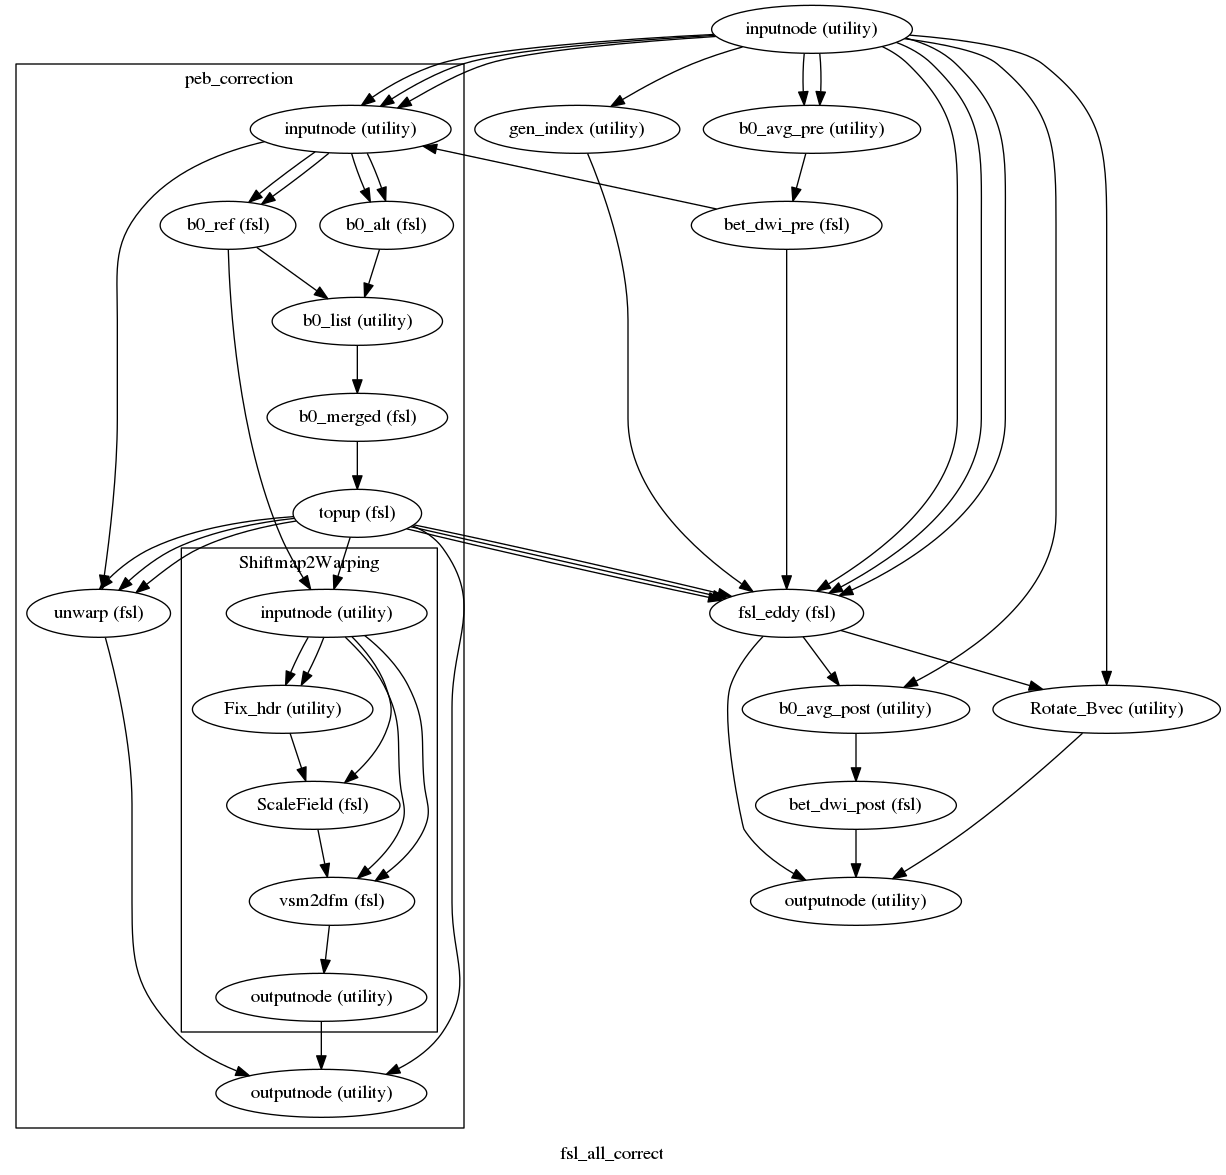 inputnode (utility)
peb_correction
inputnode (utility)
gen_index (utility)
b0_avg_pre (utility)
b0_ref (fsl)
b0_alt (fsl)
bet_dwi_pre (fsl)
b0_list (utility)
b0_merged (fsl)
topup (fsl)
Shiftmap2Warping
unwarp (fsl)
inputnode (utility)
fsl_eddy (fsl)
Fix_hdr (utility)
b0_avg_post (utility)
Rotate_Bvec (utility)
ScaleField (fsl)
bet_dwi_post (fsl)
vsm2dfm (fsl)
outputnode (utility)
outputnode (utility)
outputnode (utility)
fsl_all_correct